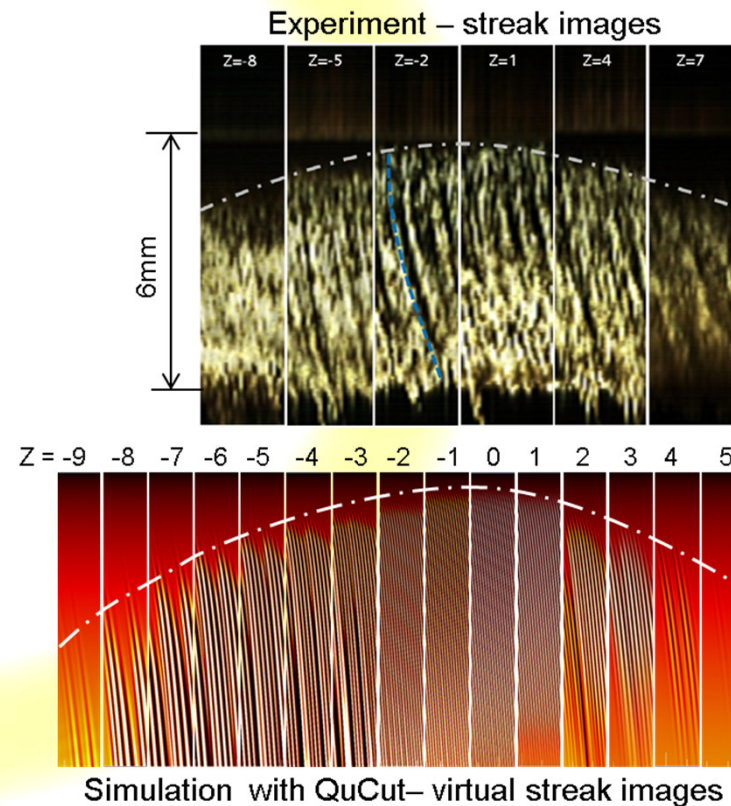 Experiment – streak images
Z=-8 Z=-5 Z=-2 Z=1 Z=4 Z=7
6mm
Z = -9 -8 -7 -6 -5 -4 -3 -2 -1 0 1 2 3 4 5
Simulation with QuCut– virtual streak images